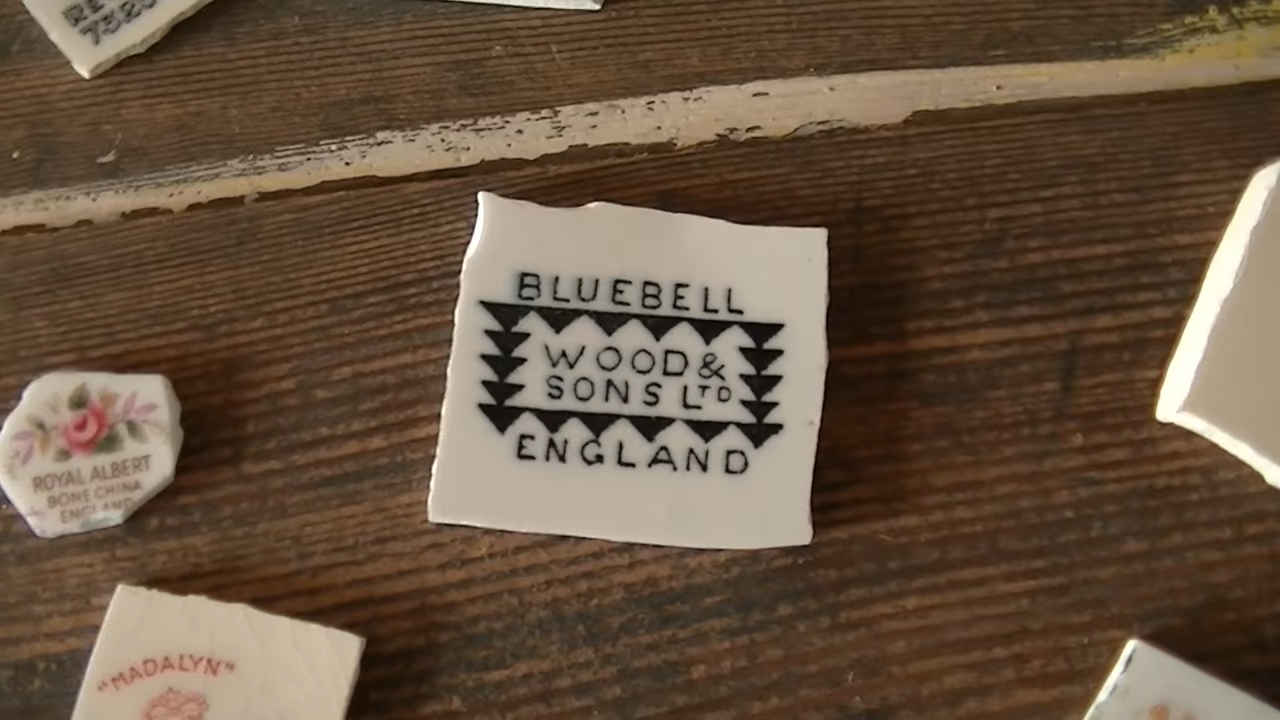 BLUEBELL
WOOD &
SONS LTD
ENGLAND
ROYAL ALBERT
BONE CHINA
ENGLAND
"MADALYN"